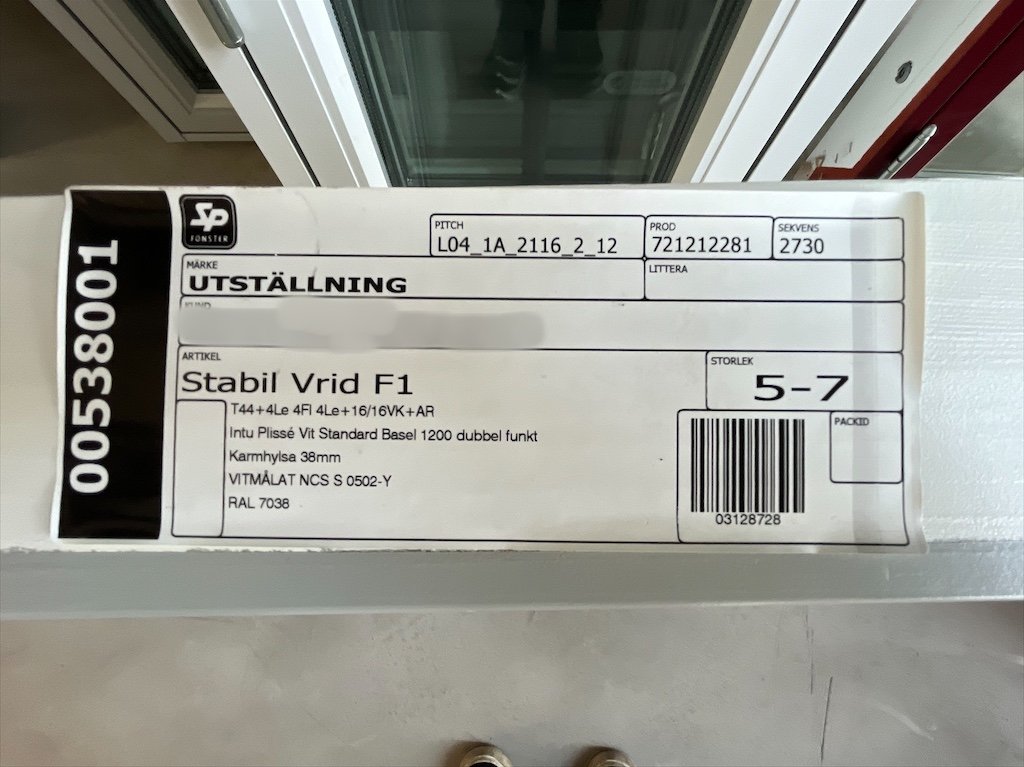 00538001
SP
FÖNSTER
PITCH
L04_1A_2116_2_12
PROD
721212281
SEKVENS
2730
MÄRKE
UTSTÄLLNING
LITTERA
KUND
ARTIKEL
Stabil Vrid F1
STORLEK
5-7
T44+4Le 4Fl 4Le+16/16VK+AR
Intu Plissé Vit Standard Basel 1200 dubbel funkt
Karmhylsa 38mm
VITMÅLAT NCS S 0502-Y
RAL 7038
PACKID
03128728